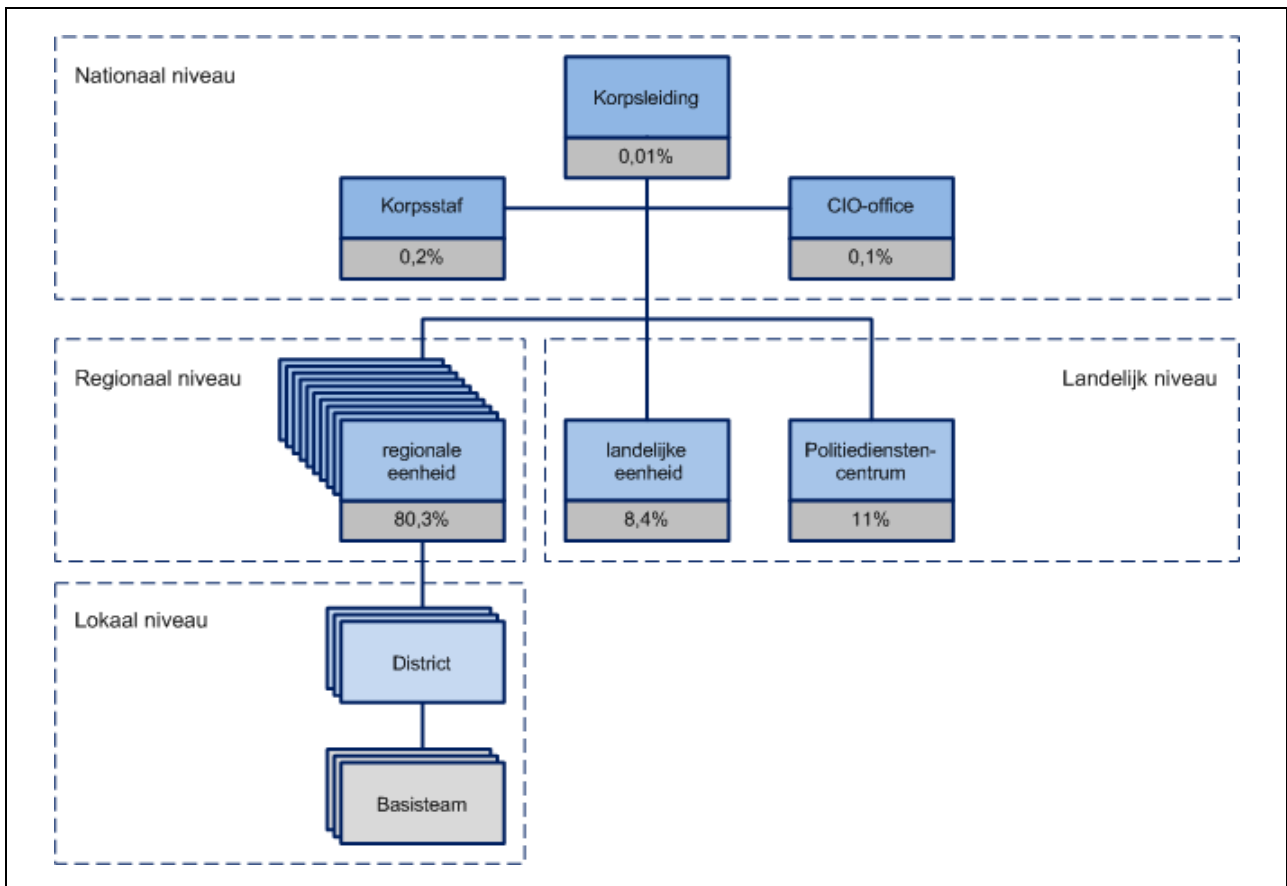 Nationaal niveau
Korpsleiding
0,01%
Korpsstaf
0,2%
CIO-office
0,1%
Regionaal niveau
regionale
eenheid
80,3%
Landelijk niveau
landelijke
eenheid
8,4%
Politiediensten-
centrum
11%
Lokaal niveau
District
Basisteam